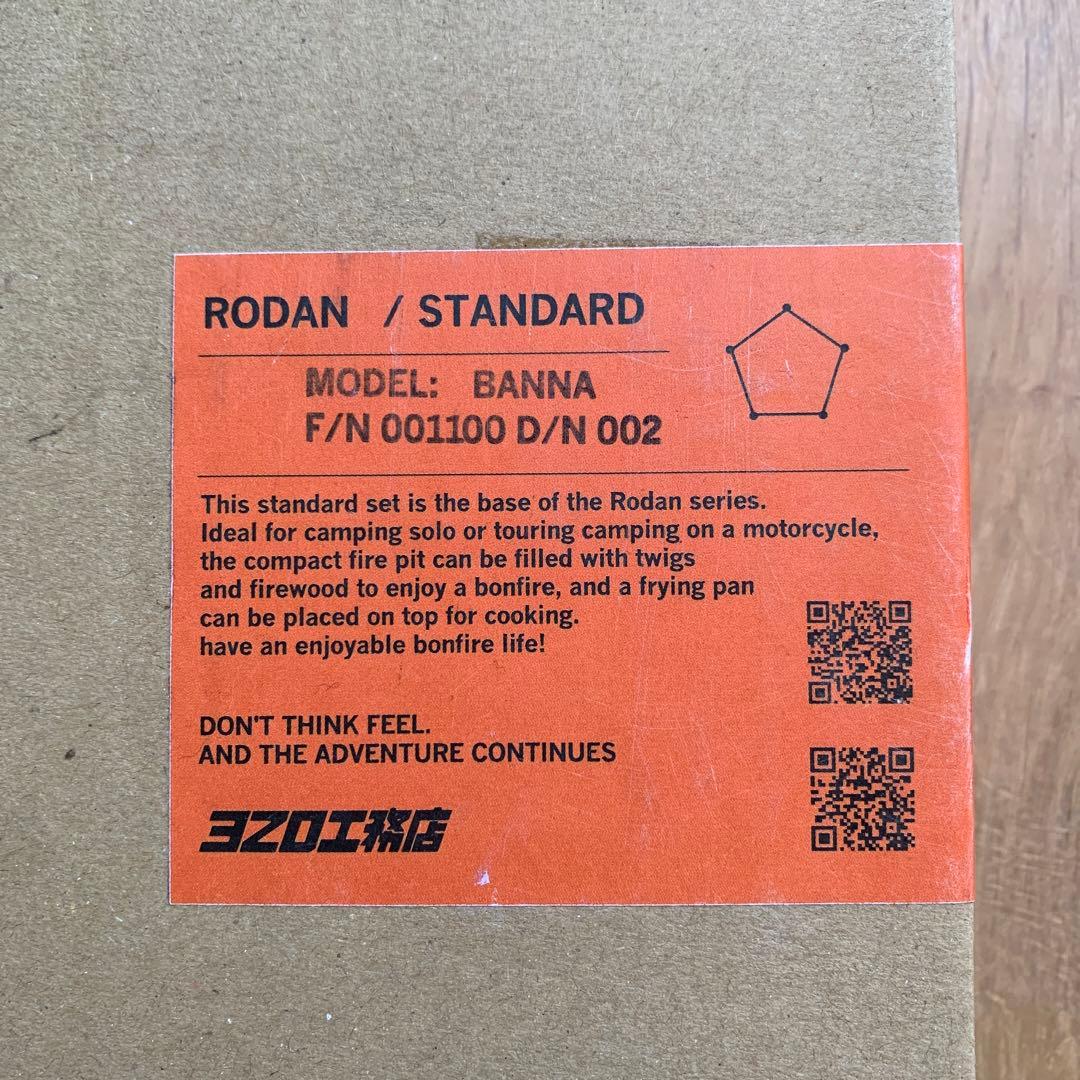 RODAN / STANDARD
MODEL: BANNA
F/N 001100 D/N 002
This standard set is the base of the Rodan series.
Ideal for camping solo or touring camping on a motorcycle,
the compact fire pit can be filled with twigs
and firewood to enjoy a bonfire, and a frying pan
can be placed on top for cooking.
have an enjoyable bonfire life!
DON'T THINK FEEL.
AND THE ADVENTURE CONTINUES
320工務店